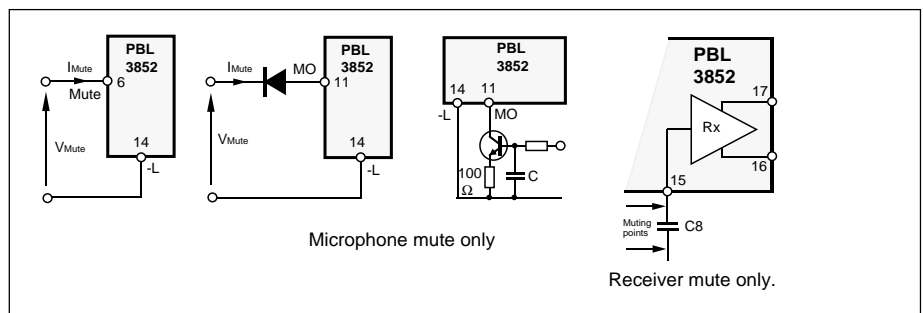 PBL
3852
IMute
6
Mute
14
-L
VMute
PBL
3852
IMute
MO
11
14
-L
VMute
PBL
3852
14
11
-L
MO
100
Ω
C
Microphone mute only
PBL
3852
17
Rx
16
15
Muting
points
C8
Receiver mute only.